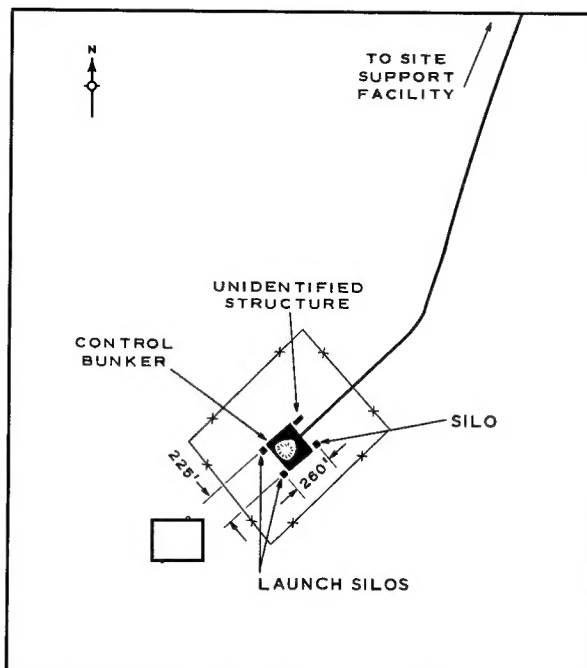 N
TO SITE
SUPPORT
FACILITY
UNIDENTIFIED
STRUCTURE
CONTROL
BUNKER
SILO
225'
260'
LAUNCH SILOS